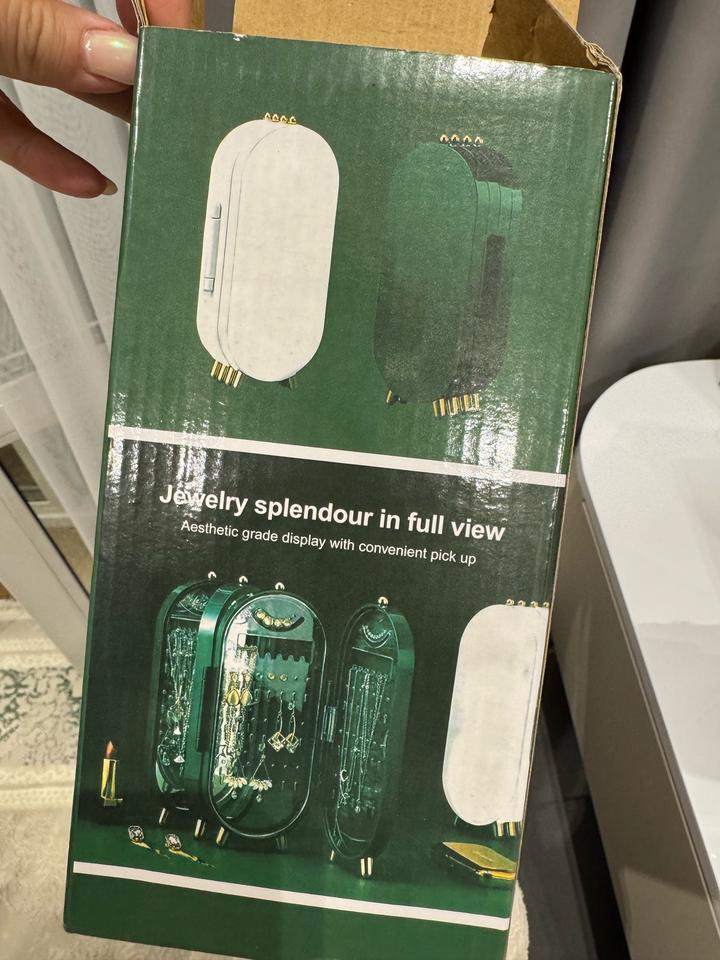 Jewelry splendour in full view
Aesthetic grade display with convenient pick up